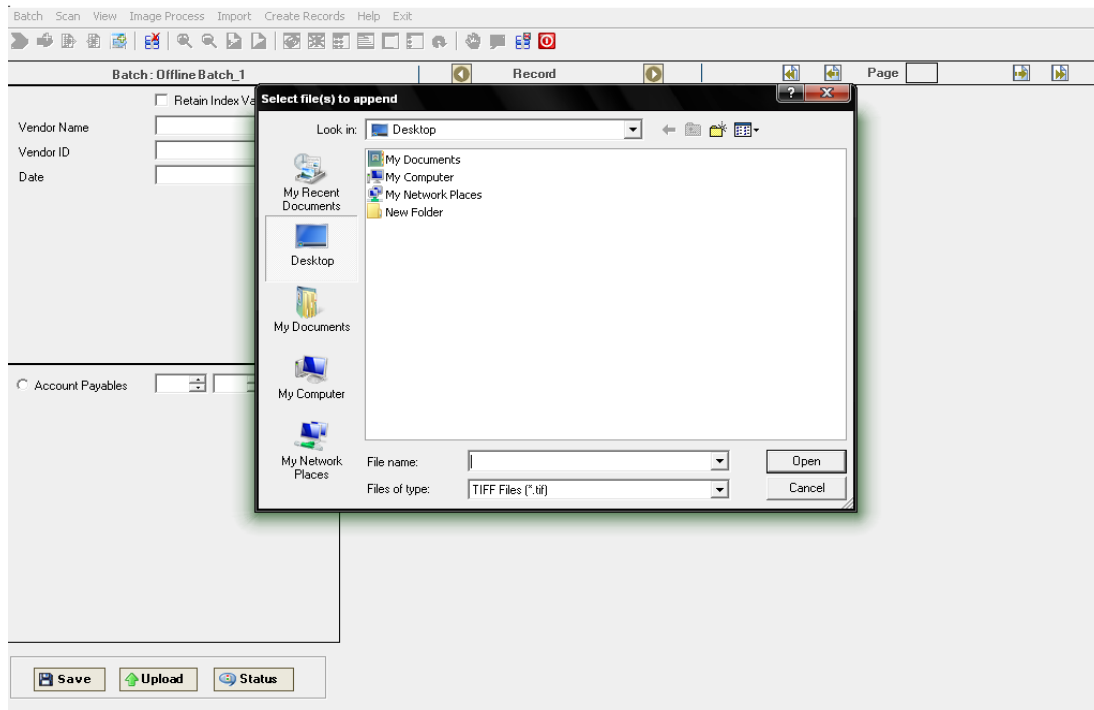 Batch Scan View Image Process Import Create Records Help Exit
Batch : Offline Batch_1 Record Page
Retain Index Va
Select file(s) to append
Vendor Name
Vendor ID
Date
Look in: Desktop
My Documents
My Computer
My Network Places
New Folder
My Recent
Documents
Desktop
My Documents
My Computer
My Network
Places
File name: Open
Files of type: TIFF Files (*.tif) Cancel
Account Payables
Save Upload Status